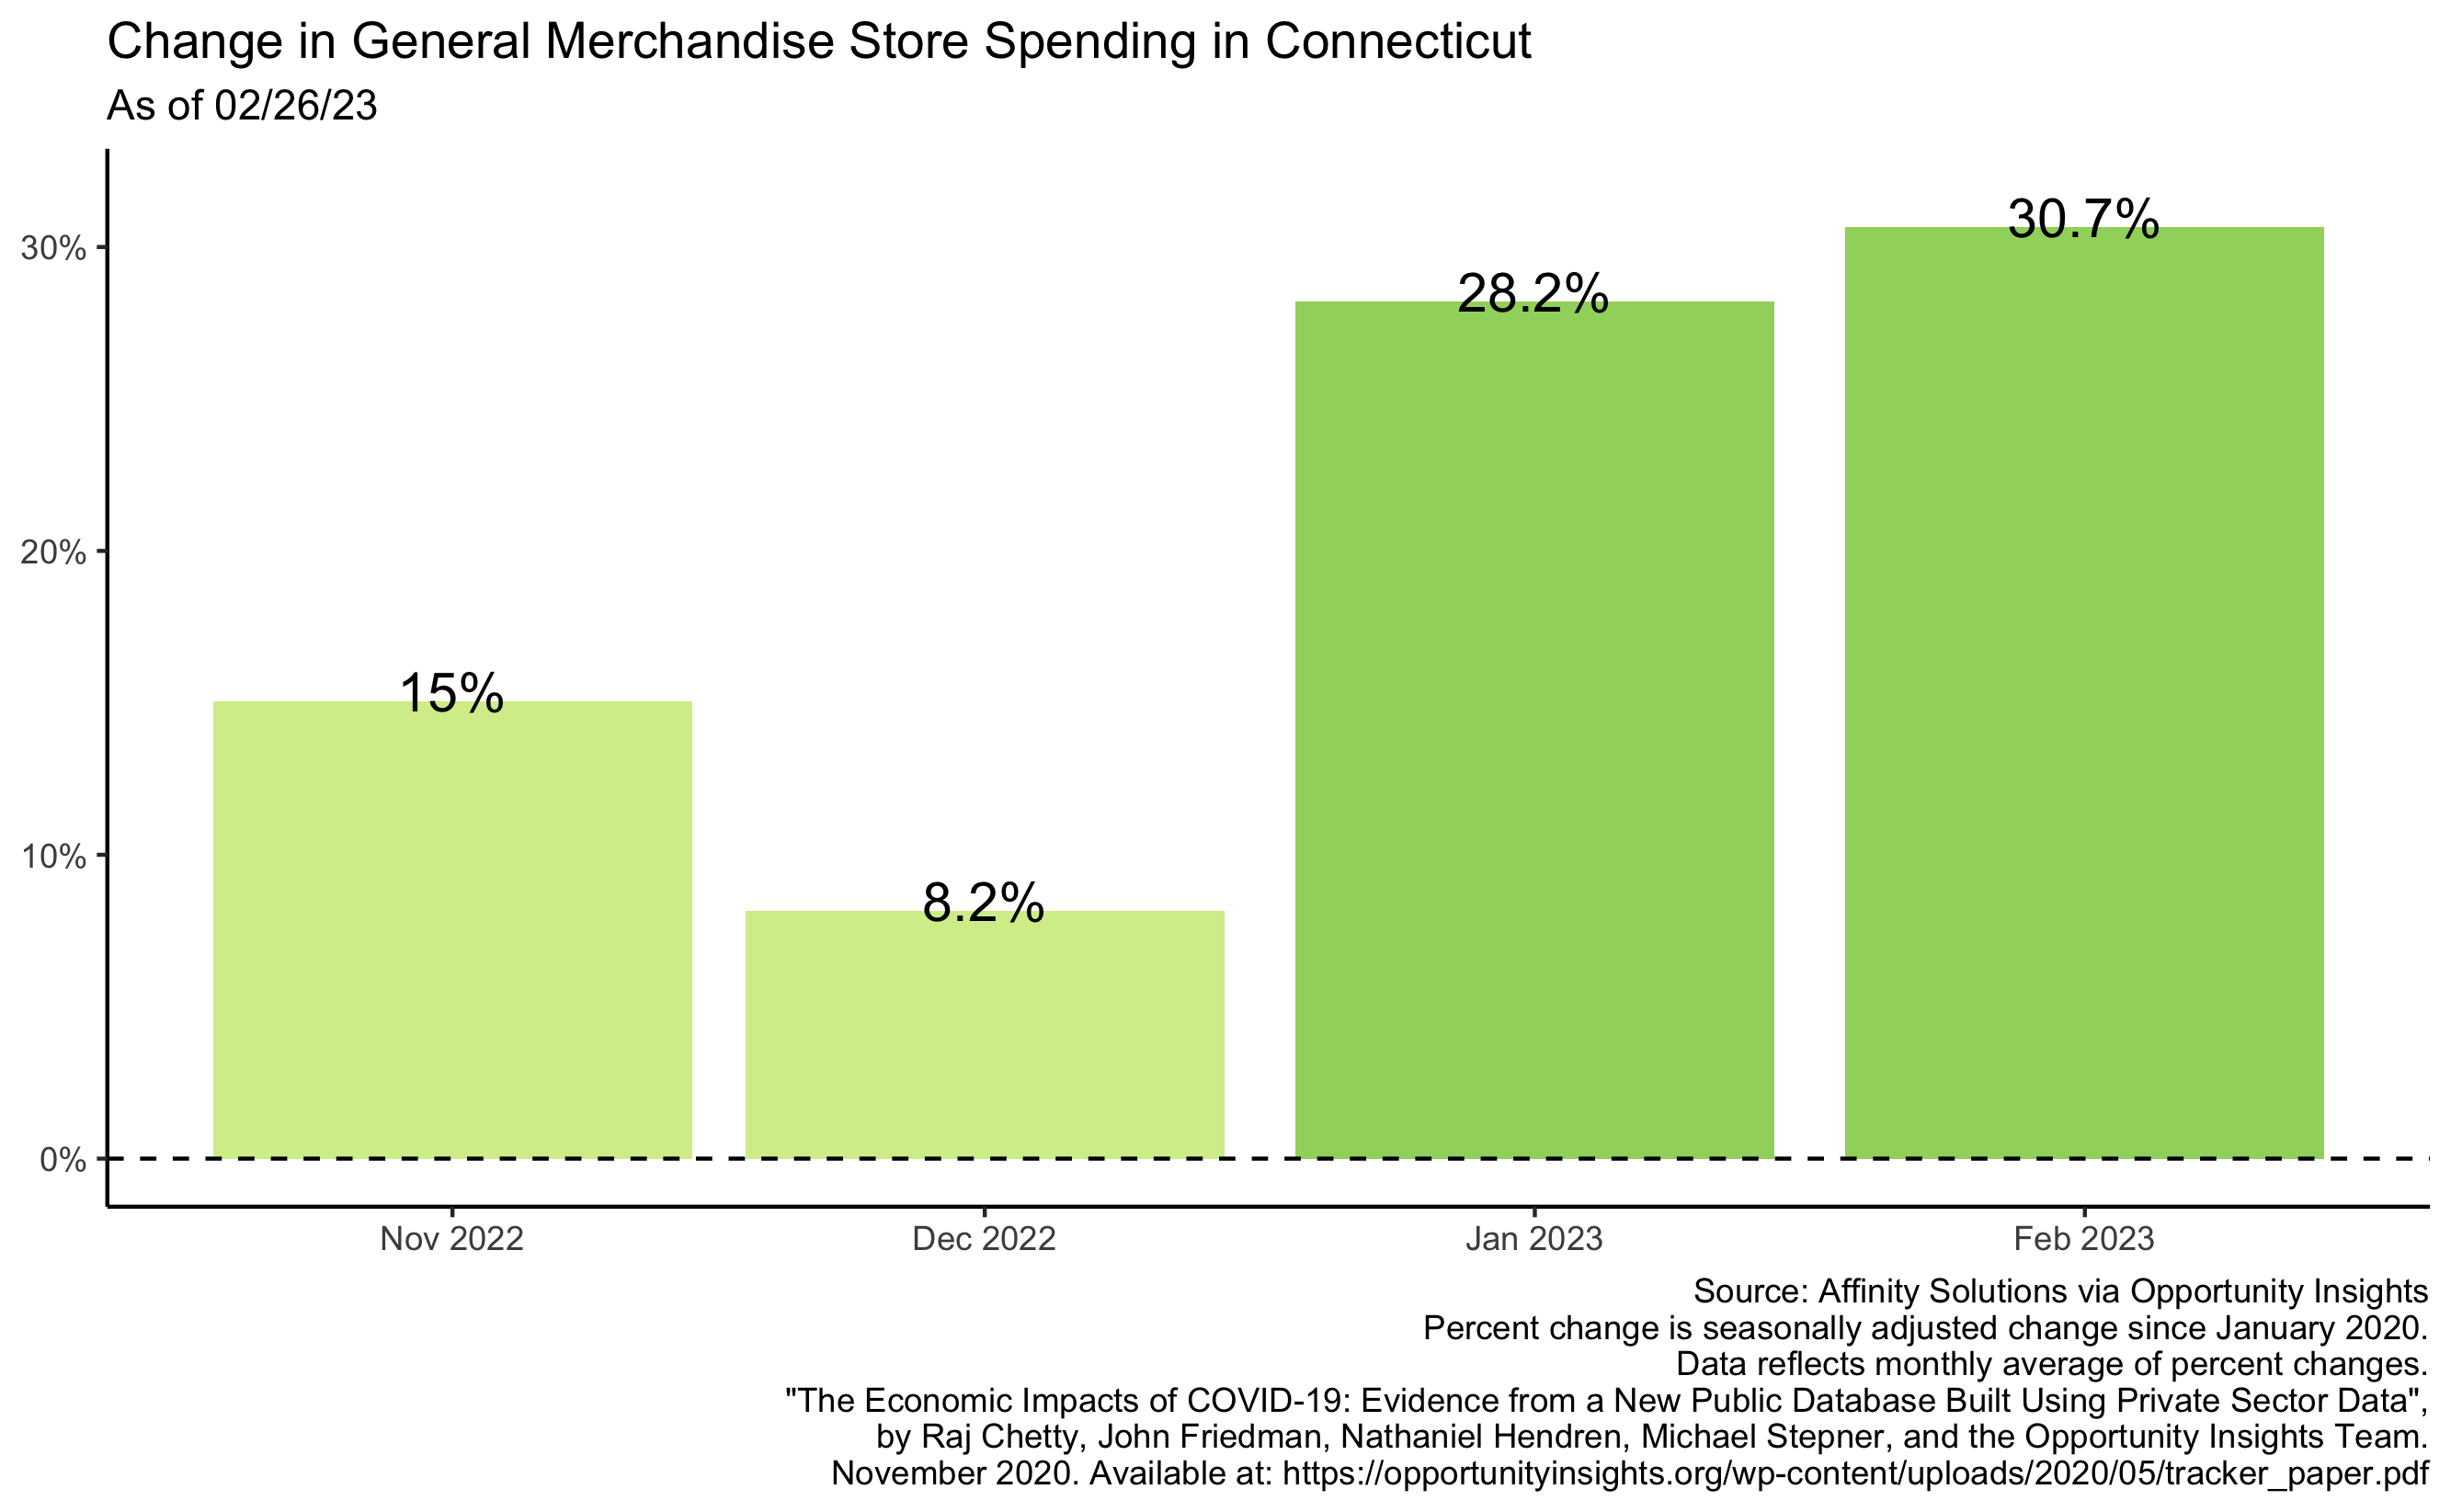 Change in General Merchandise Store Spending in Connecticut
As of 02/26/23
30%
20%
10%
0%
15%
8.2%
28.2%
30.7%
Nov 2022
Dec 2022
Jan 2023
Feb 2023
Source: Affinity Solutions via Opportunity Insights
Percent change is seasonally adjusted change since January 2020.
Data reflects monthly average of percent changes.
"The Economic Impacts of COVID-19: Evidence from a New Public Database Built Using Private Sector Data",
by Raj Chetty, John Friedman, Nathaniel Hendren, Michael Stepner, and the Opportunity Insights Team.
November 2020. Available at: https://opportunityinsights.org/wp-content/uploads/2020/05/tracker_paper.pdf